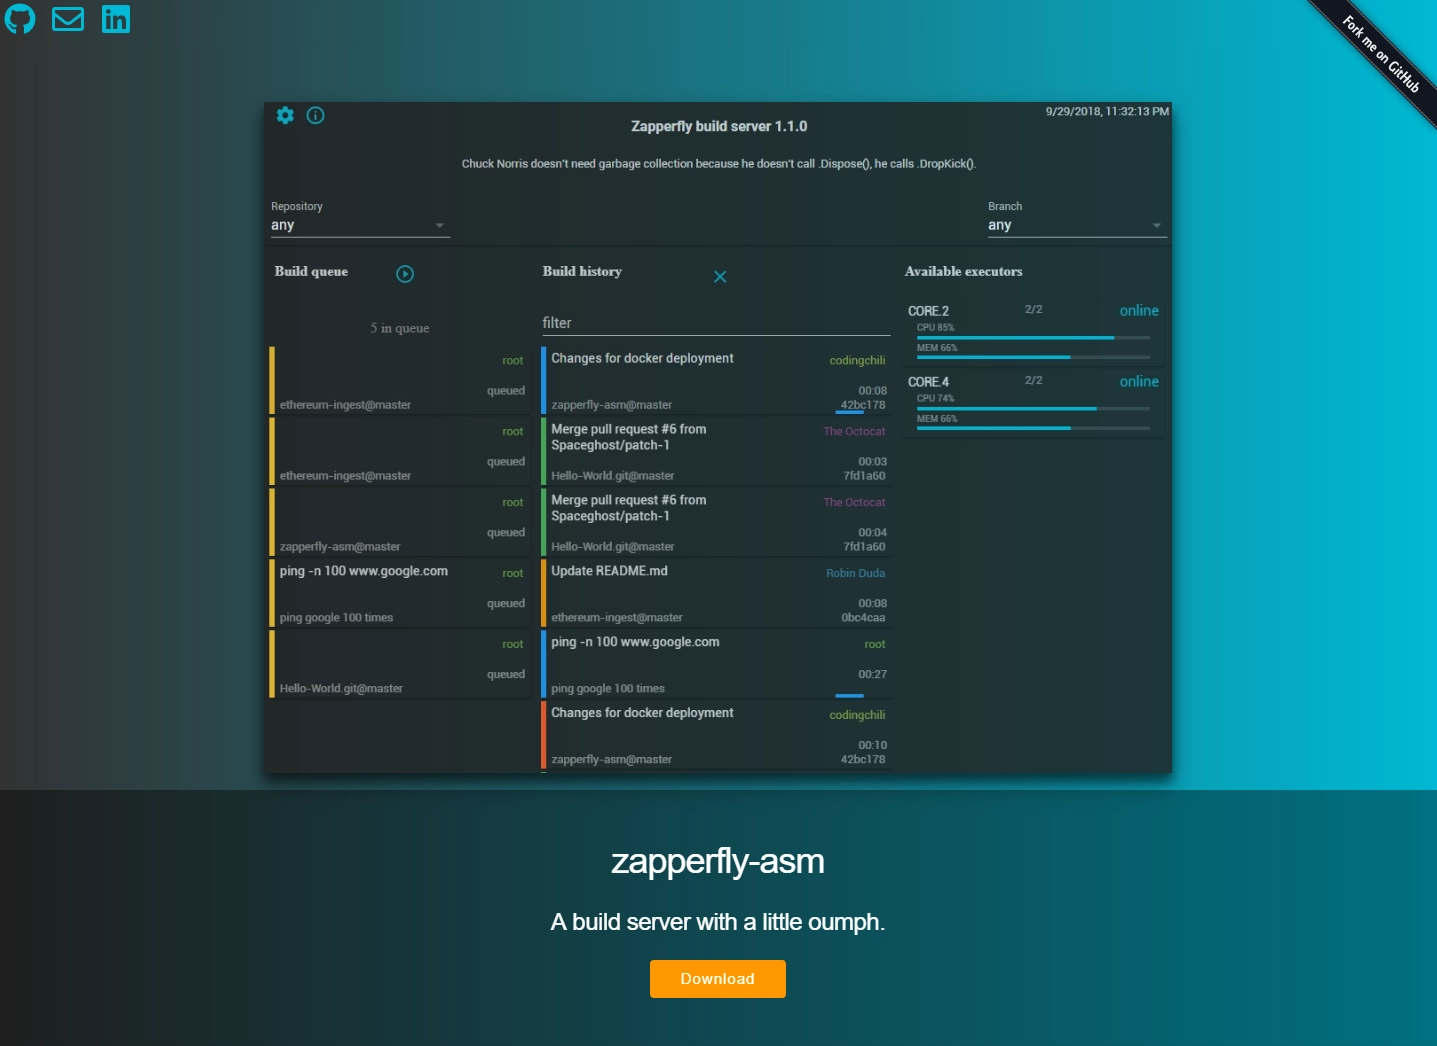 Fork me on GitHub
9/29/2018, 11:32:13 PM
Zapperfly build server 1.1.0
Chuck Norris doesn't need garbage collection because he doesn't call .Dispose(), he calls .DropKick().
Repository
any
Branch
any
Build queue
5 in queue
root
queued
ethereum-ingest@master
root
queued
ethereum-ingest@master
root
queued
zapperfly-asm@master
ping -n 100 www.google.com
root
queued
ping google 100 times
root
queued
Hello-World.git@master
Build history
filter
Changes for docker deployment
codingchili
00:08
zapperfly-asm@master
42bc178
Merge pull request #6 from
Spaceghost/patch-1
The Octocat
00:03
Hello-World.git@master
7fd1a60
Merge pull request #6 from
Spaceghost/patch-1
The Octocat
00:04
Hello-World.git@master
7fd1a60
Update README.md
Robin Duda
00:08
ethereum-ingest@master
0bc4caa
ping -n 100 www.google.com
root
00:27
ping google 100 times
Changes for docker deployment
codingchili
00:10
zapperfly-asm@master
42bc178
Available executors
CORE.2
2/2
online
CPU 85%
MEM 66%
CORE.4
2/2
online
CPU 74%
MEM 66%
zapperfly-asm
A build server with a little oumph.
Download